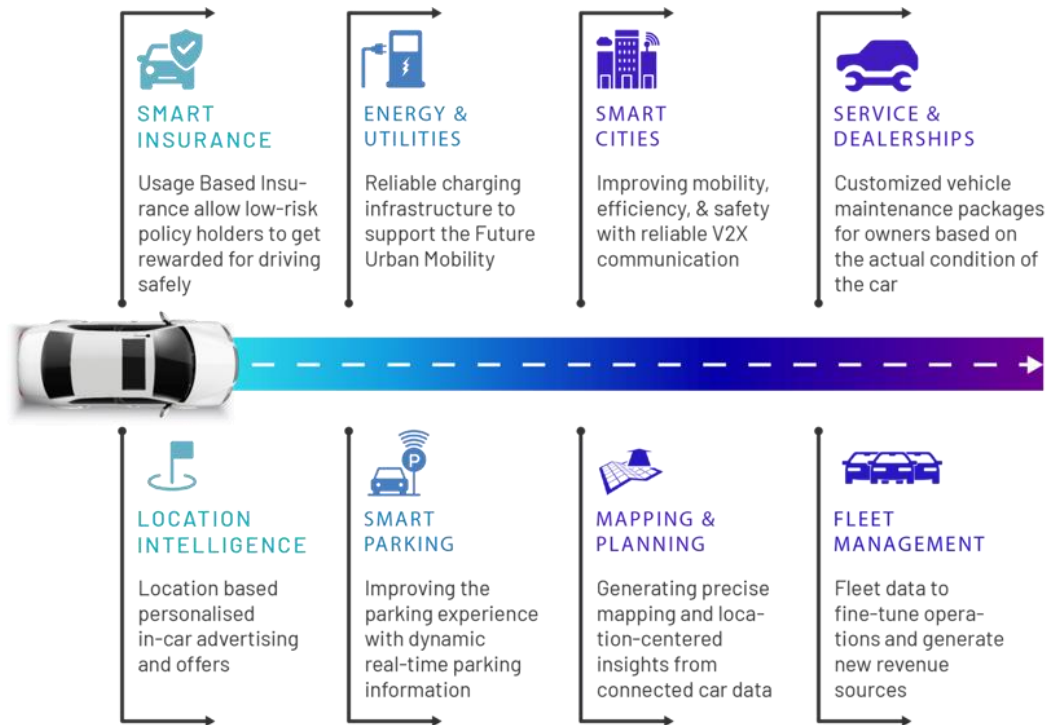 SMART
INSURANCE
Usage Based Insu-
rance allow low-risk
policy holders to get
rewarded for driving
safely
ENERGY &
UTILITIES
Reliable charging
infrastructure to
support the Future
Urban Mobility
SMART
CITIES
Improving mobility,
efficiency, & safety
with reliable V2X
communication
SERVICE &
DEALERSHIPS
Customized vehicle
maintenance packages
for owners based on
the actual condition of
the car
LOCATION
INTELLIGENCE
Location based
personalised
in-car advertising
and offers
P
SMART
PARKING
Improving the
parking experience
with dynamic
real-time parking
information
MAPPING &
PLANNING
Generating precise
mapping and loca-
tion-centered
insights from
connected car data
FLEET
MANAGEMENT
Fleet data to
fine-tune opera-
tions and generate
new revenue
sources